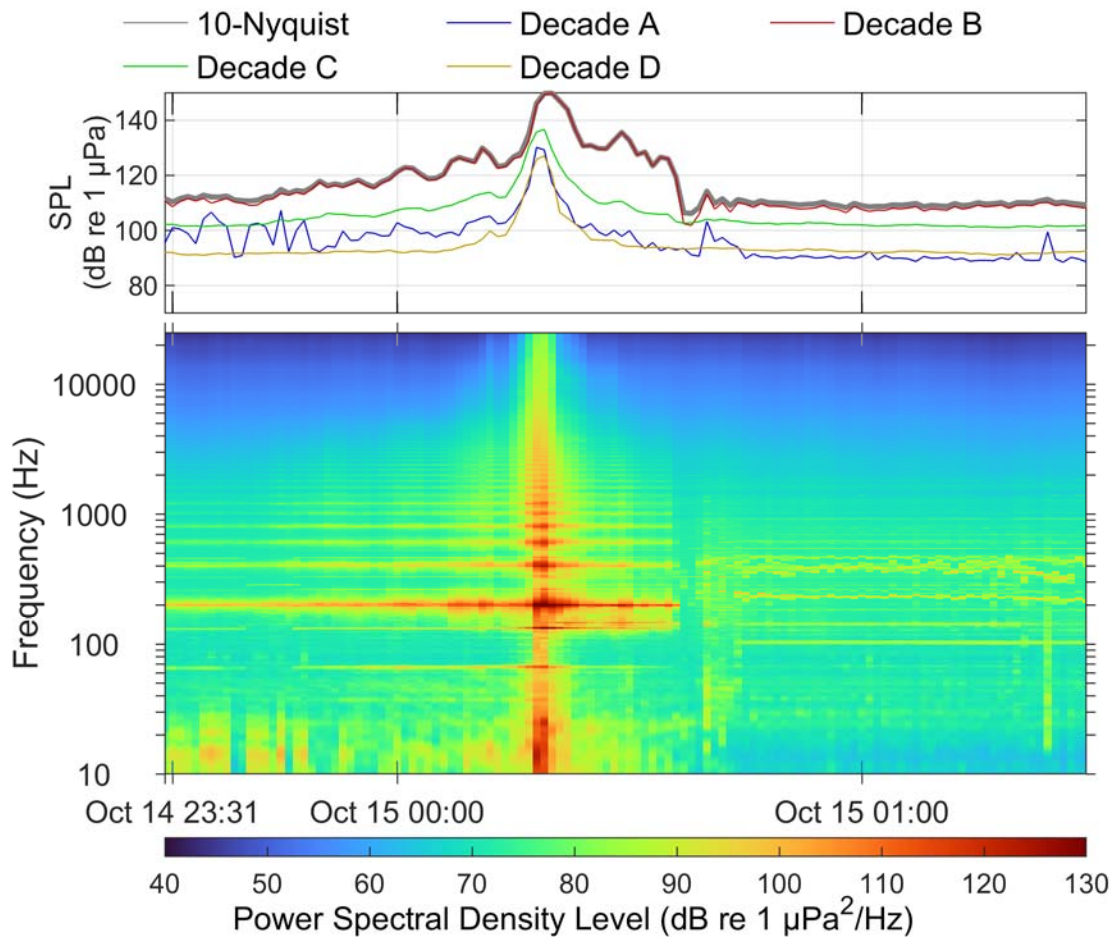 10-Nyquist Decade A Decade B
Decade C Decade D
140
120
100
80
SPL
(dB re 1 µPa)
10000
1000
100
10
Frequency (Hz)
Oct 14 23:31 Oct 15 00:00 Oct 15 01:00
40 50 60 70 80 90 100 110 120 130
Power Spectral Density Level (dB re 1 µPa²/Hz)